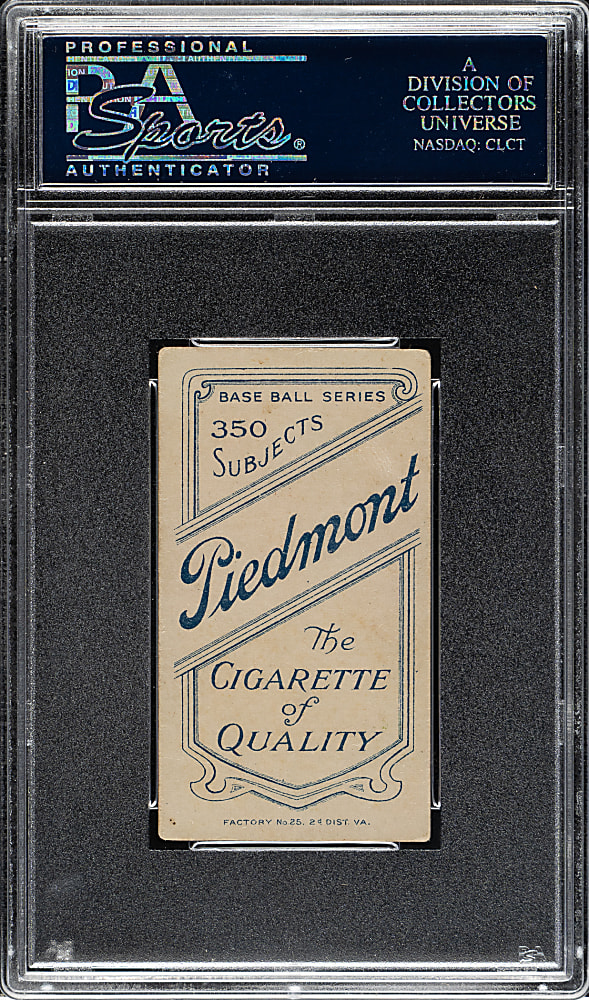 PROFESSIONAL
PSA
Sports®
AUTHENTICATOR
A
DIVISION OF
COLLECTORS
UNIVERSE
NASDAQ: CLCT
BASE BALL SERIES
350
SUBJECTS
Piedmont
The
CIGARETTE
of
QUALITY
FACTORY No 25. 2d DIST. VA.